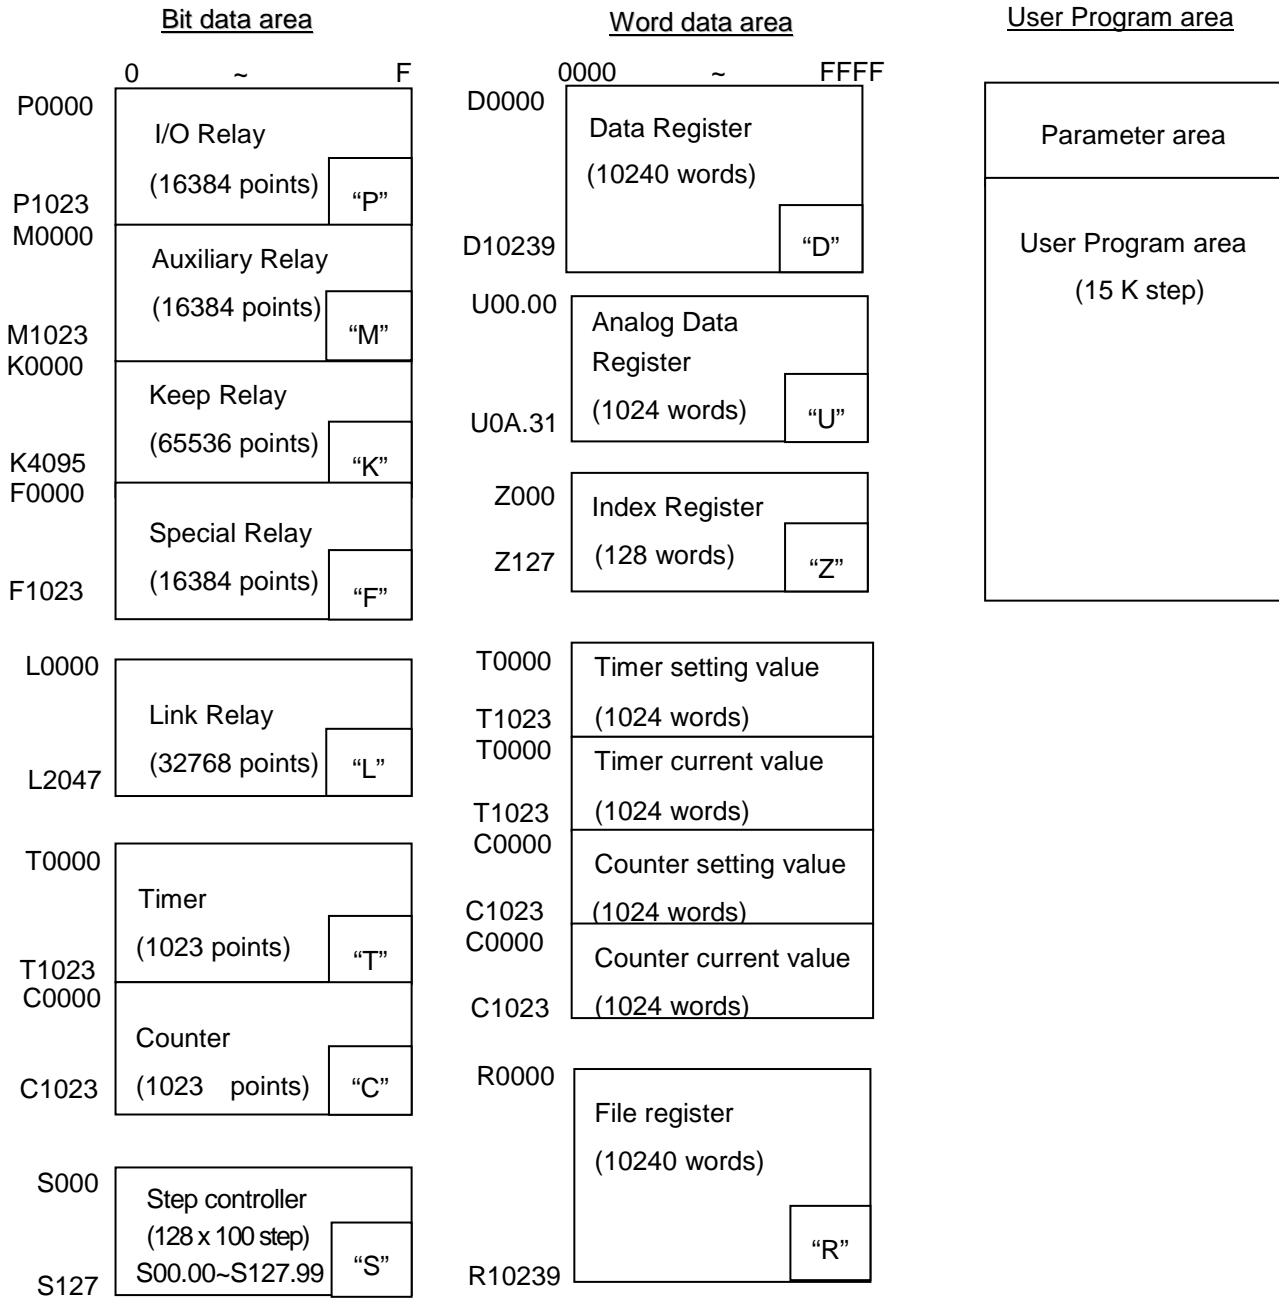 Bit data area
0 ~ F
P0000
I/O Relay
(16384 points)
“P”
P1023
M0000
Auxiliary Relay
(16384 points)
“M”
M1023
K0000
Keep Relay
(65536 points)
“K”
K4095
F0000
Special Relay
(16384 points)
“F”
F1023
L0000
Link Relay
(32768 points)
“L”
L2047
T0000
Timer
(1023 points)
“T”
T1023
C0000
Counter
(1023 points)
“C”
C1023
S000
Step controller
(128 x 100 step)
S00.00~S127.99
“S”
S127
Word data area
0000 ~ FFFF
D0000
Data Register
(10240 words)
“D”
D10239
U00.00
Analog Data
Register
(1024 words)
“U”
U0A.31
Z000
Index Register
(128 words)
“Z”
Z127
T0000
Timer setting value
(1024 words)
T1023
T0000
Timer current value
(1024 words)
T1023
C0000
Counter setting value
(1024 words)
C1023
C0000
Counter current value
(1024 words)
C1023
R0000
File register
(10240 words)
“R”
R10239
User Program area
Parameter area
User Program area
(15 K step)